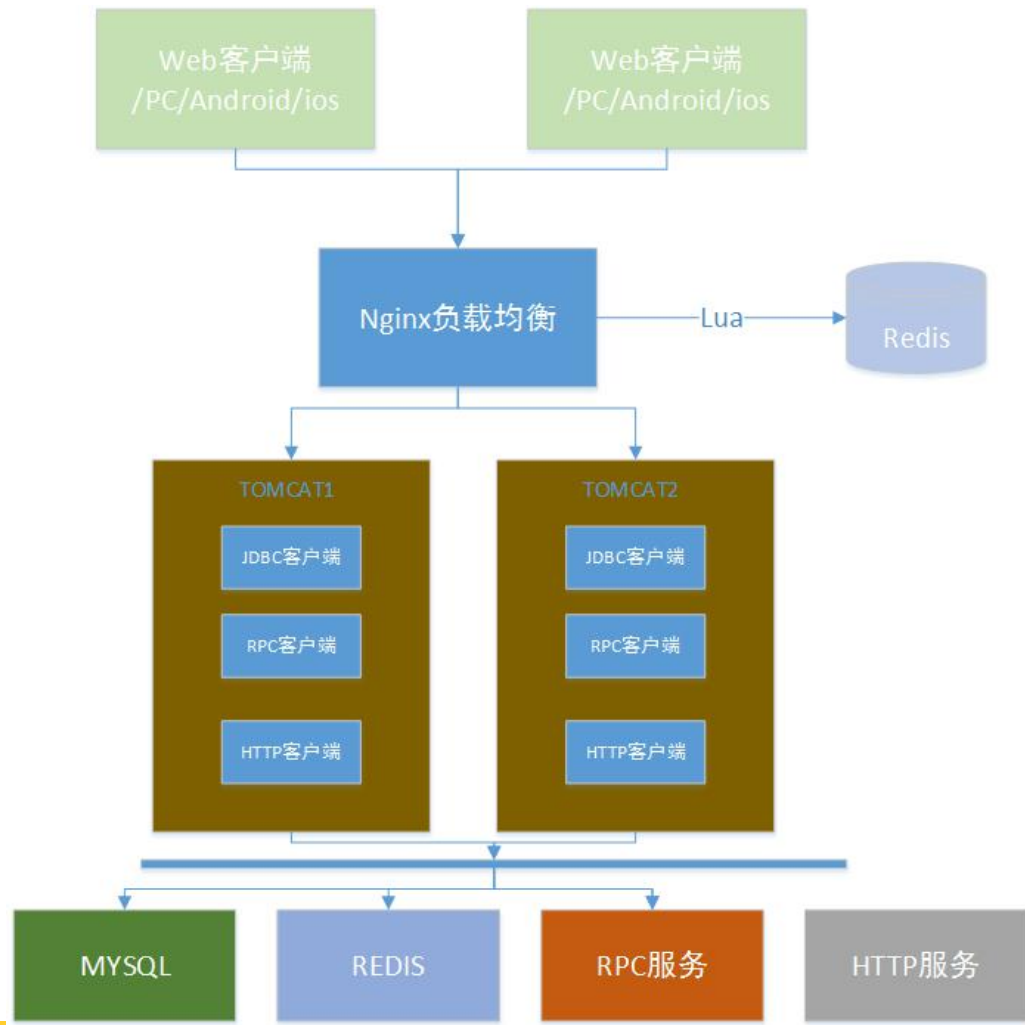 Web客户端
/PC/Android/ios
Web客户端
/PC/Android/ios
Nginx负载均衡
Lua
Redis
TOMCAT1
JDBC客户端
RPC客户端
HTTP客户端
TOMCAT2
JDBC客户端
RPC客户端
HTTP客户端
MYSQL
REDIS
RPC服务
HTTP服务